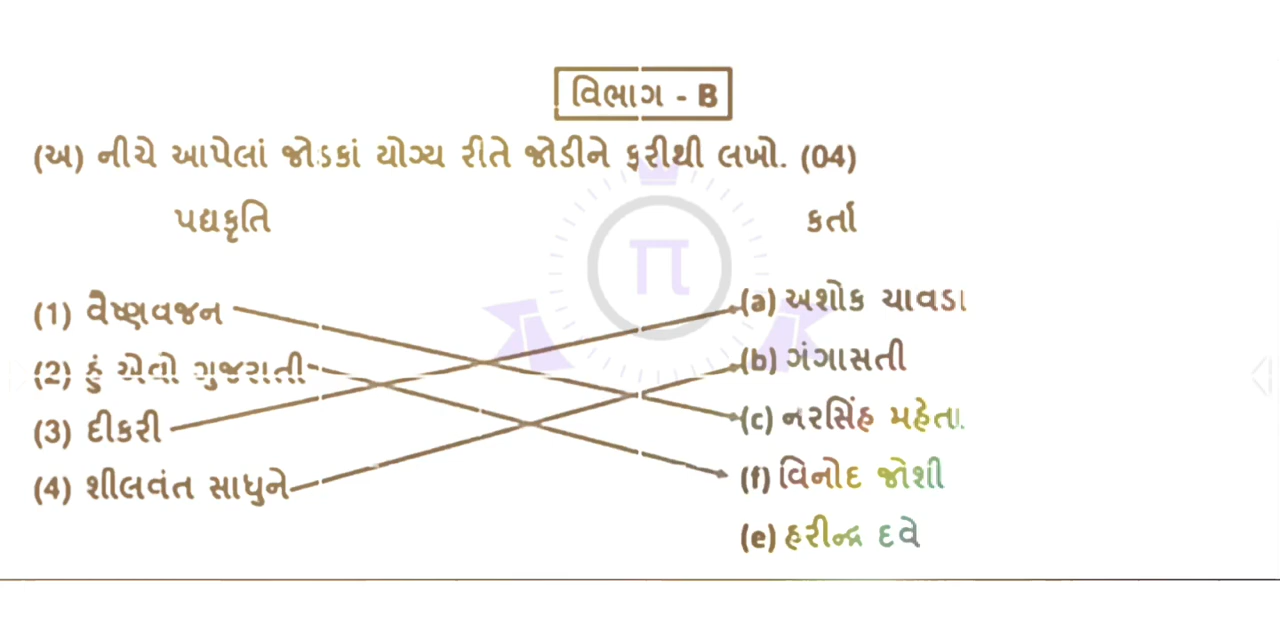 વિભાગ - B
(અ) નીચે આપેલાં જોડકાં યોગ્ય રીતે જોડીને ફરીથી લખો. (04)
પદ્યકૃતિ કર્તા
(1) વૈષ્ણવજન (a) અશોક ચાવડા
(2) હું એવો ગુજરાતી (b) ગંગાસતી
(3) દીકરી (c) નરસિંહ મહેતા
(4) શીલવંત સાધુને (f) વિનોદ જોશી
(e) હરીન્દ્ર દવે